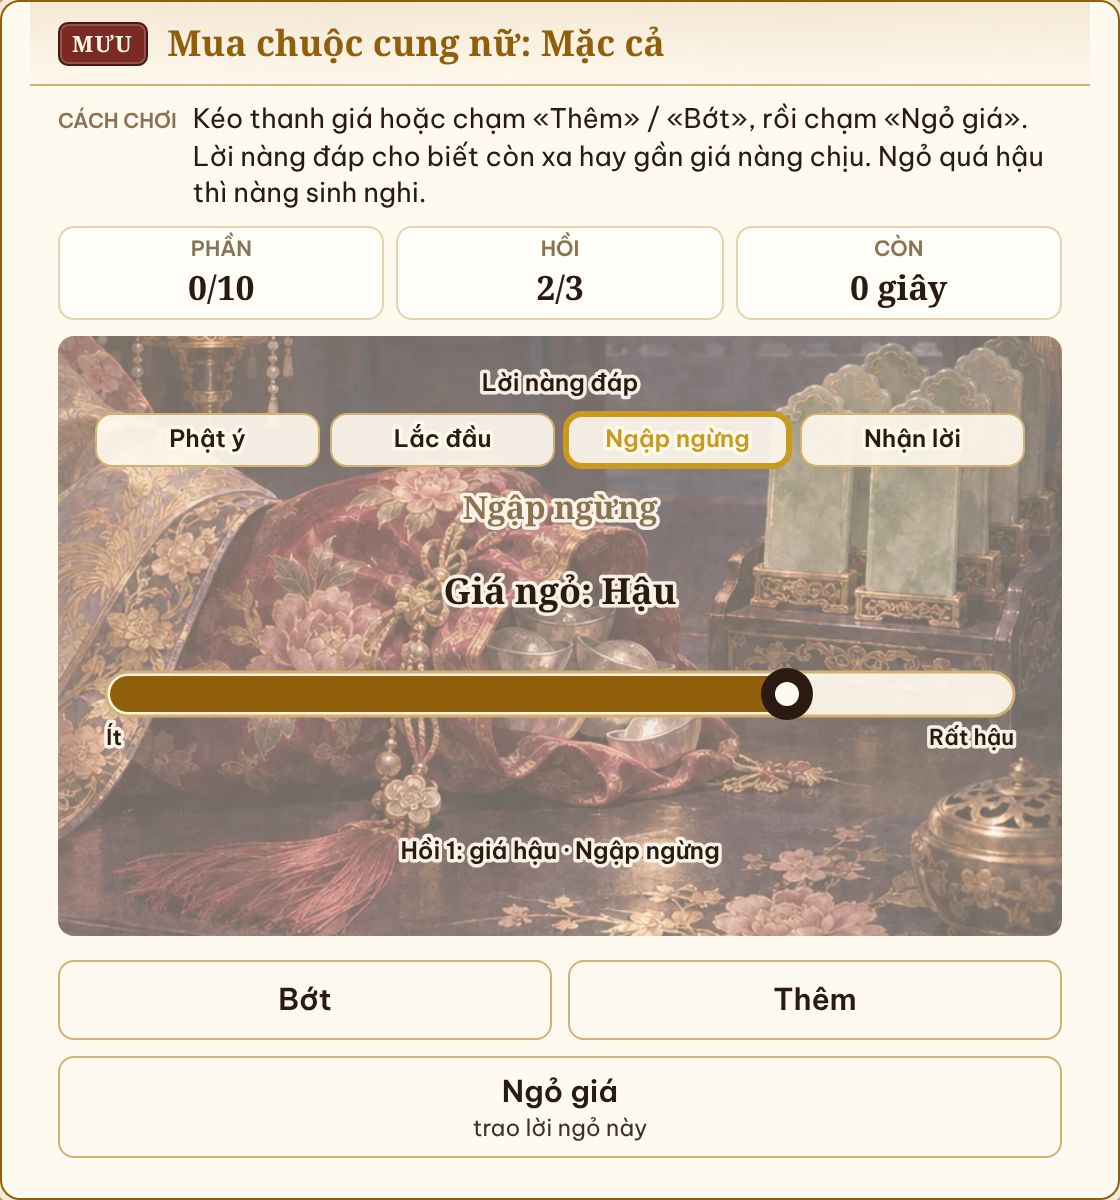 MƯU
Mua chuộc cung nữ: Mặc cả
CÁCH CHƠI
Kéo thanh giá hoặc chạm «Thêm» / «Bớt», rồi chạm «Ngỏ giá».
Lời nàng đáp cho biết còn xa hay gần giá nàng chịu. Ngỏ quá hậu
thì nàng sinh nghi.
PHẦN
0/10
HỒI
2/3
CÒN
0 giây
Lời nàng đáp
Phật ý
Lắc đầu
Ngập ngừng
Nhận lời
Ngập ngừng
Giá ngỏ: Hậu
Ít
Rất hậu
Hồi 1: giá hậu · Ngập ngừng
Bớt
Thêm
Ngỏ giá
trao lời ngỏ này